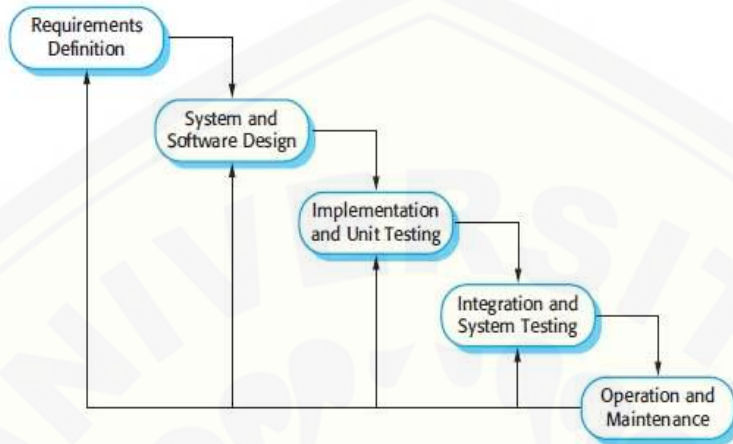 Requirements
Definition
System and
Software Design
Implementation
and Unit Testing
Integration and
System Testing
Operation and
Maintenance